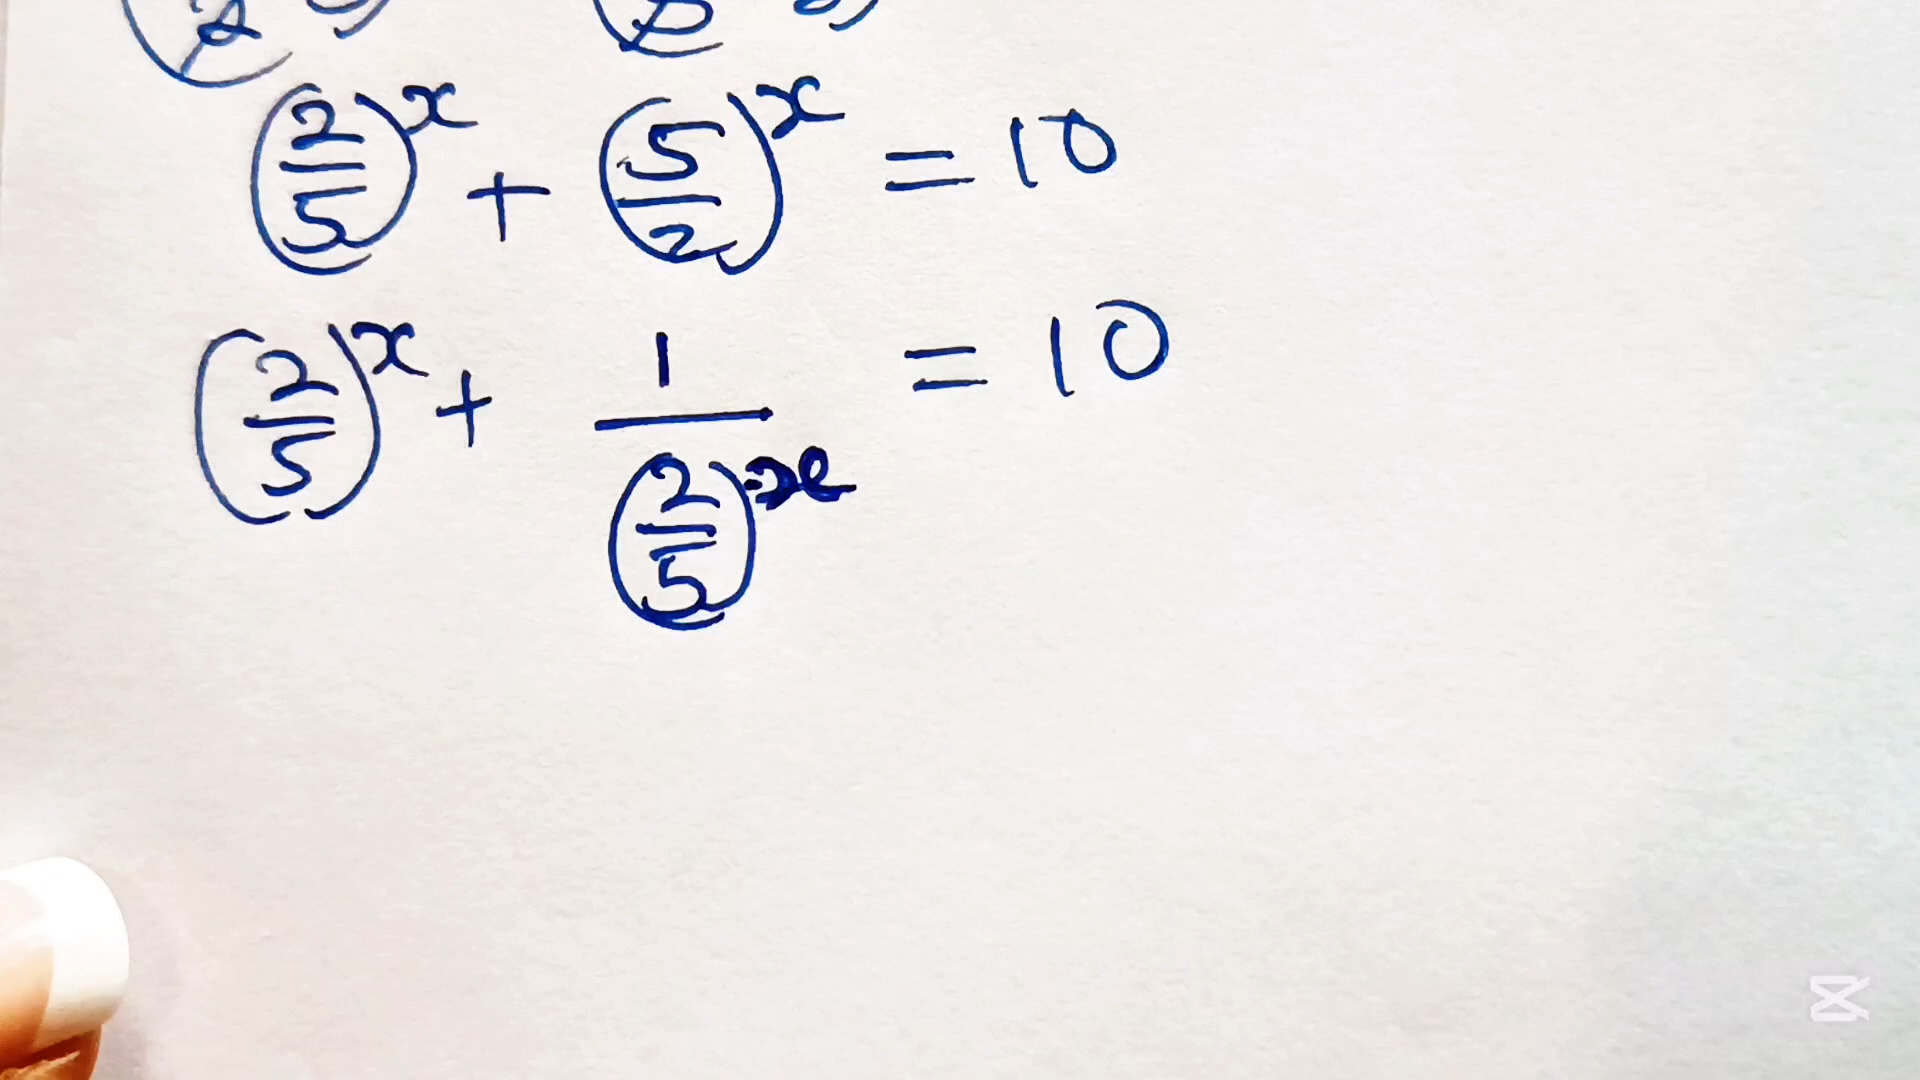 (2/5)^x + (5/2)^x = 10
(2/5)^x + 1/(2/5)^x = 10